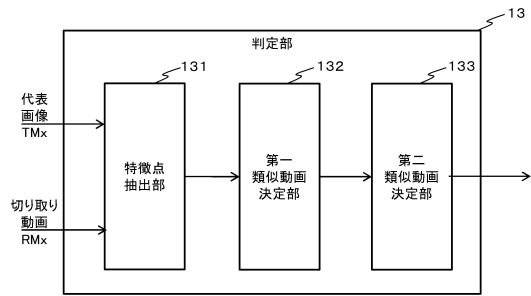 13
判定部
131
132
133
代表
画像
TMx
切り取り
動画
RMx
特徴点
抽出部
第一
類似動画
決定部
第二
類似動画
決定部